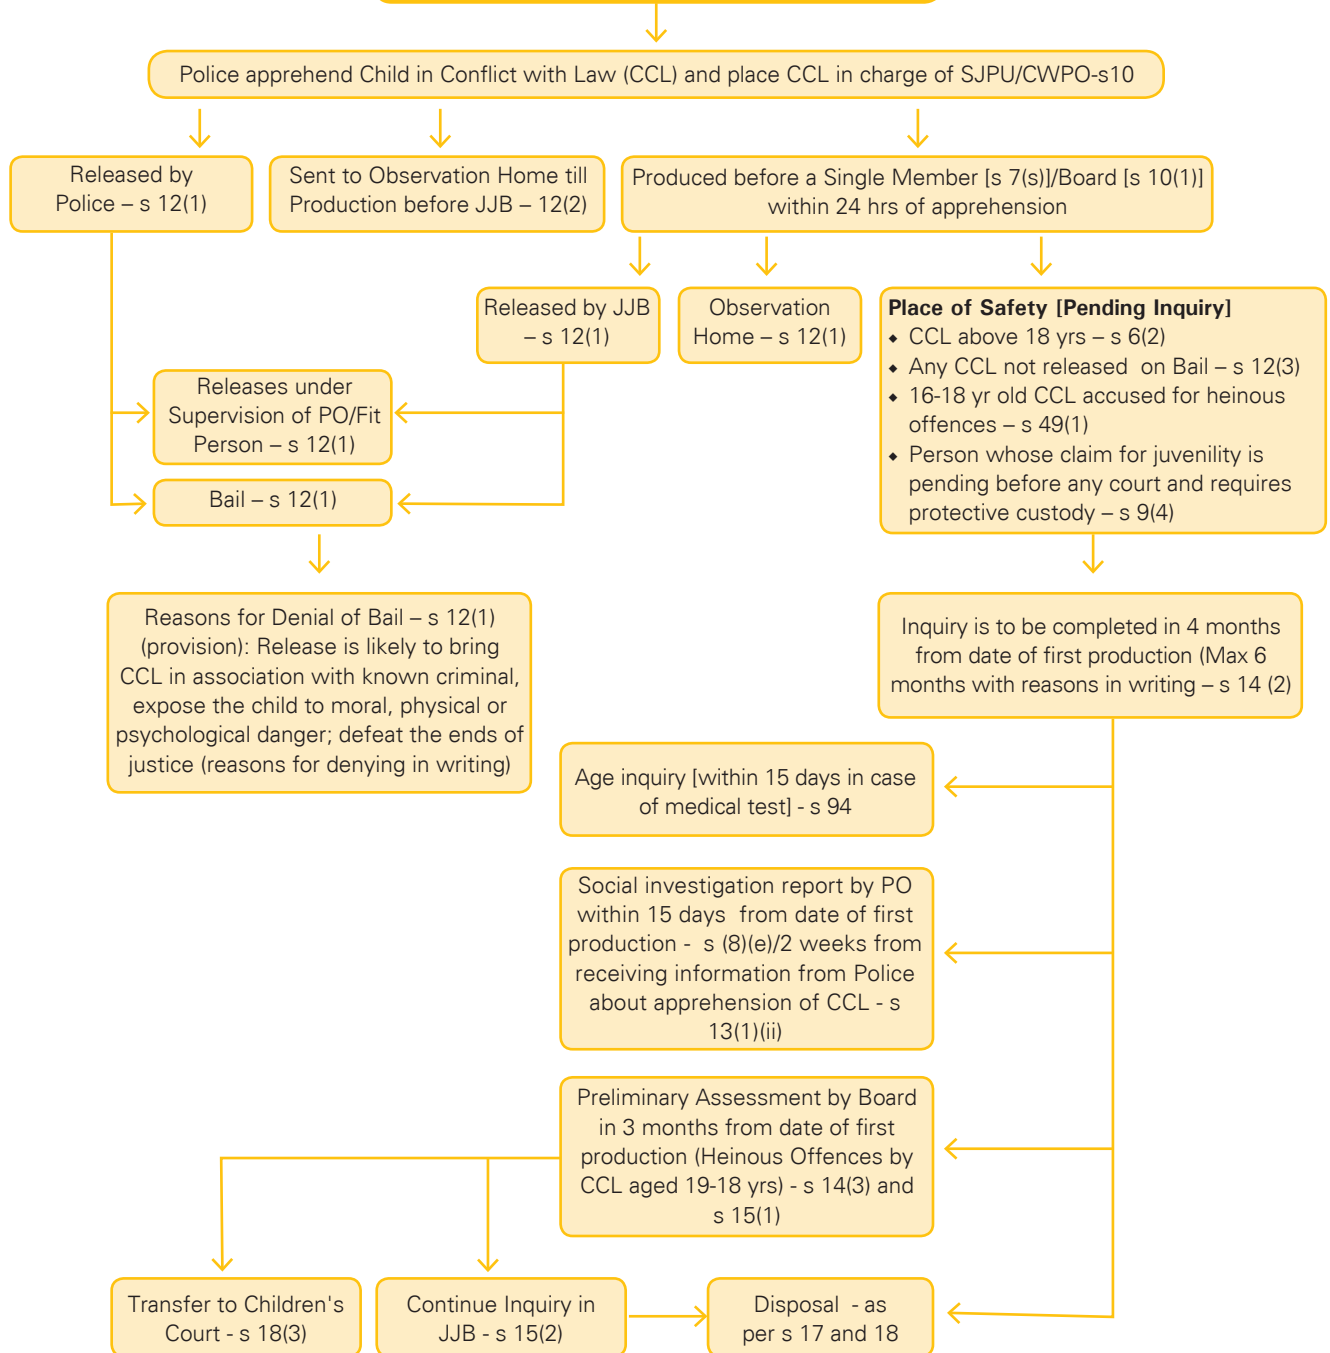 Police apprehend Child in Conflict with Law (CCL) and place CCL in charge of SJPU/CWPO-s10
Released by
Police – s 12(1)
Sent to Observation Home till
Production before JJB – 12(2)
Produced before a Single Member [s 7(s)]/Board [s 10(1)]
within 24 hrs of apprehension
Released by JJB
– s 12(1)
Observation
Home – s 12(1)
Place of Safety [Pending Inquiry]
◆ CCL above 18 yrs – s 6(2)
◆ Any CCL not released on Bail – s 12(3)
◆ 16-18 yr old CCL accused for heinous
offences – s 49(1)
◆ Person whose claim for juvenility is
pending before any court and requires
protective custody – s 9(4)
Releases under
Supervision of PO/Fit
Person – s 12(1)
Bail – s 12(1)
Reasons for Denial of Bail – s 12(1)
(provision): Release is likely to bring
CCL in association with known criminal,
expose the child to moral, physical or
psychological danger; defeat the ends of
justice (reasons for denying in writing)
Inquiry is to be completed in 4 months
from date of first production (Max 6
months with reasons in writing – s 14 (2)
Age inquiry [within 15 days in case
of medical test] - s 94
Social investigation report by PO
within 15 days from date of first
production - s (8)(e)/2 weeks from
receiving information from Police
about apprehension of CCL - s
13(1)(ii)
Preliminary Assessment by Board
in 3 months from date of first
production (Heinous Offences by
CCL aged 19-18 yrs) - s 14(3) and
s 15(1)
Transfer to Children's
Court - s 18(3)
Continue Inquiry in
JJB - s 15(2)
Disposal - as
per s 17 and 18